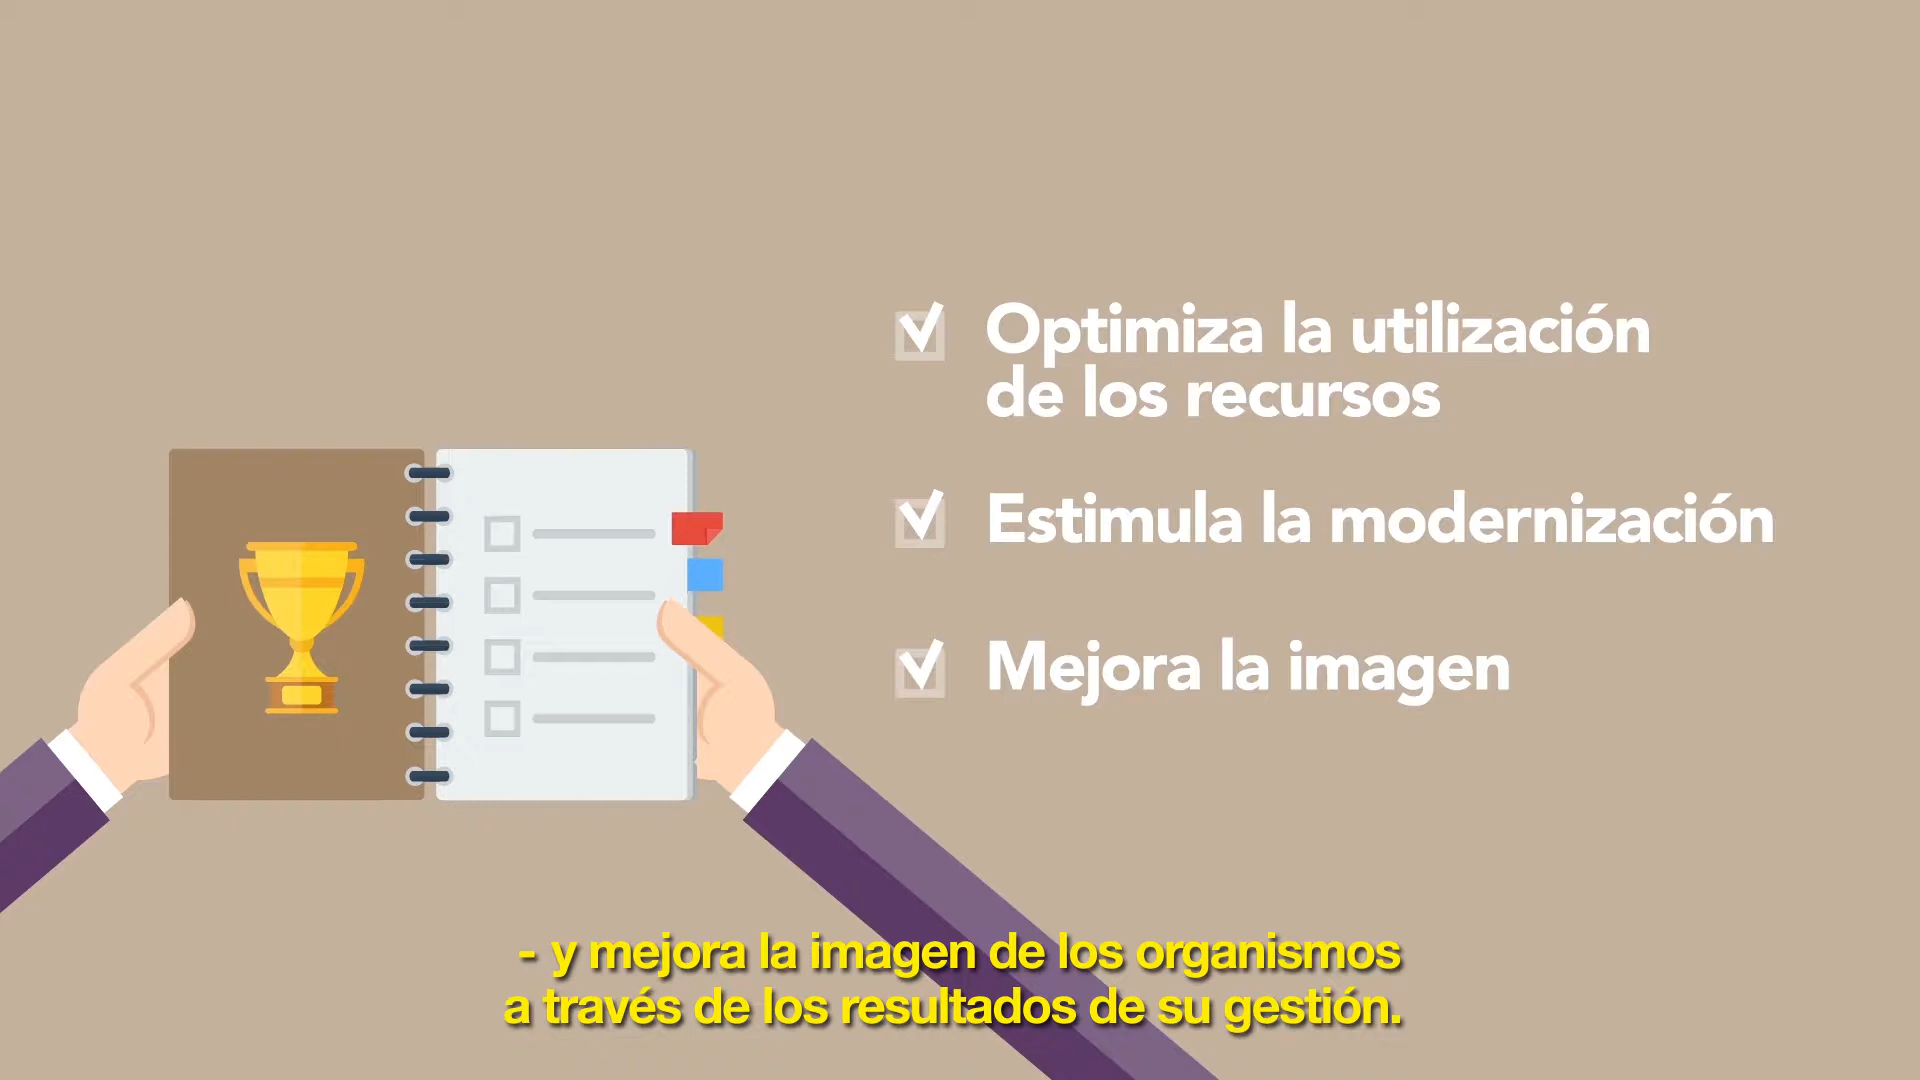 Optimiza la utilización
de los recursos
Estimula la modernización
Mejora la imagen
- y mejora la imagen de los organismos
a través de los resultados de su gestión.